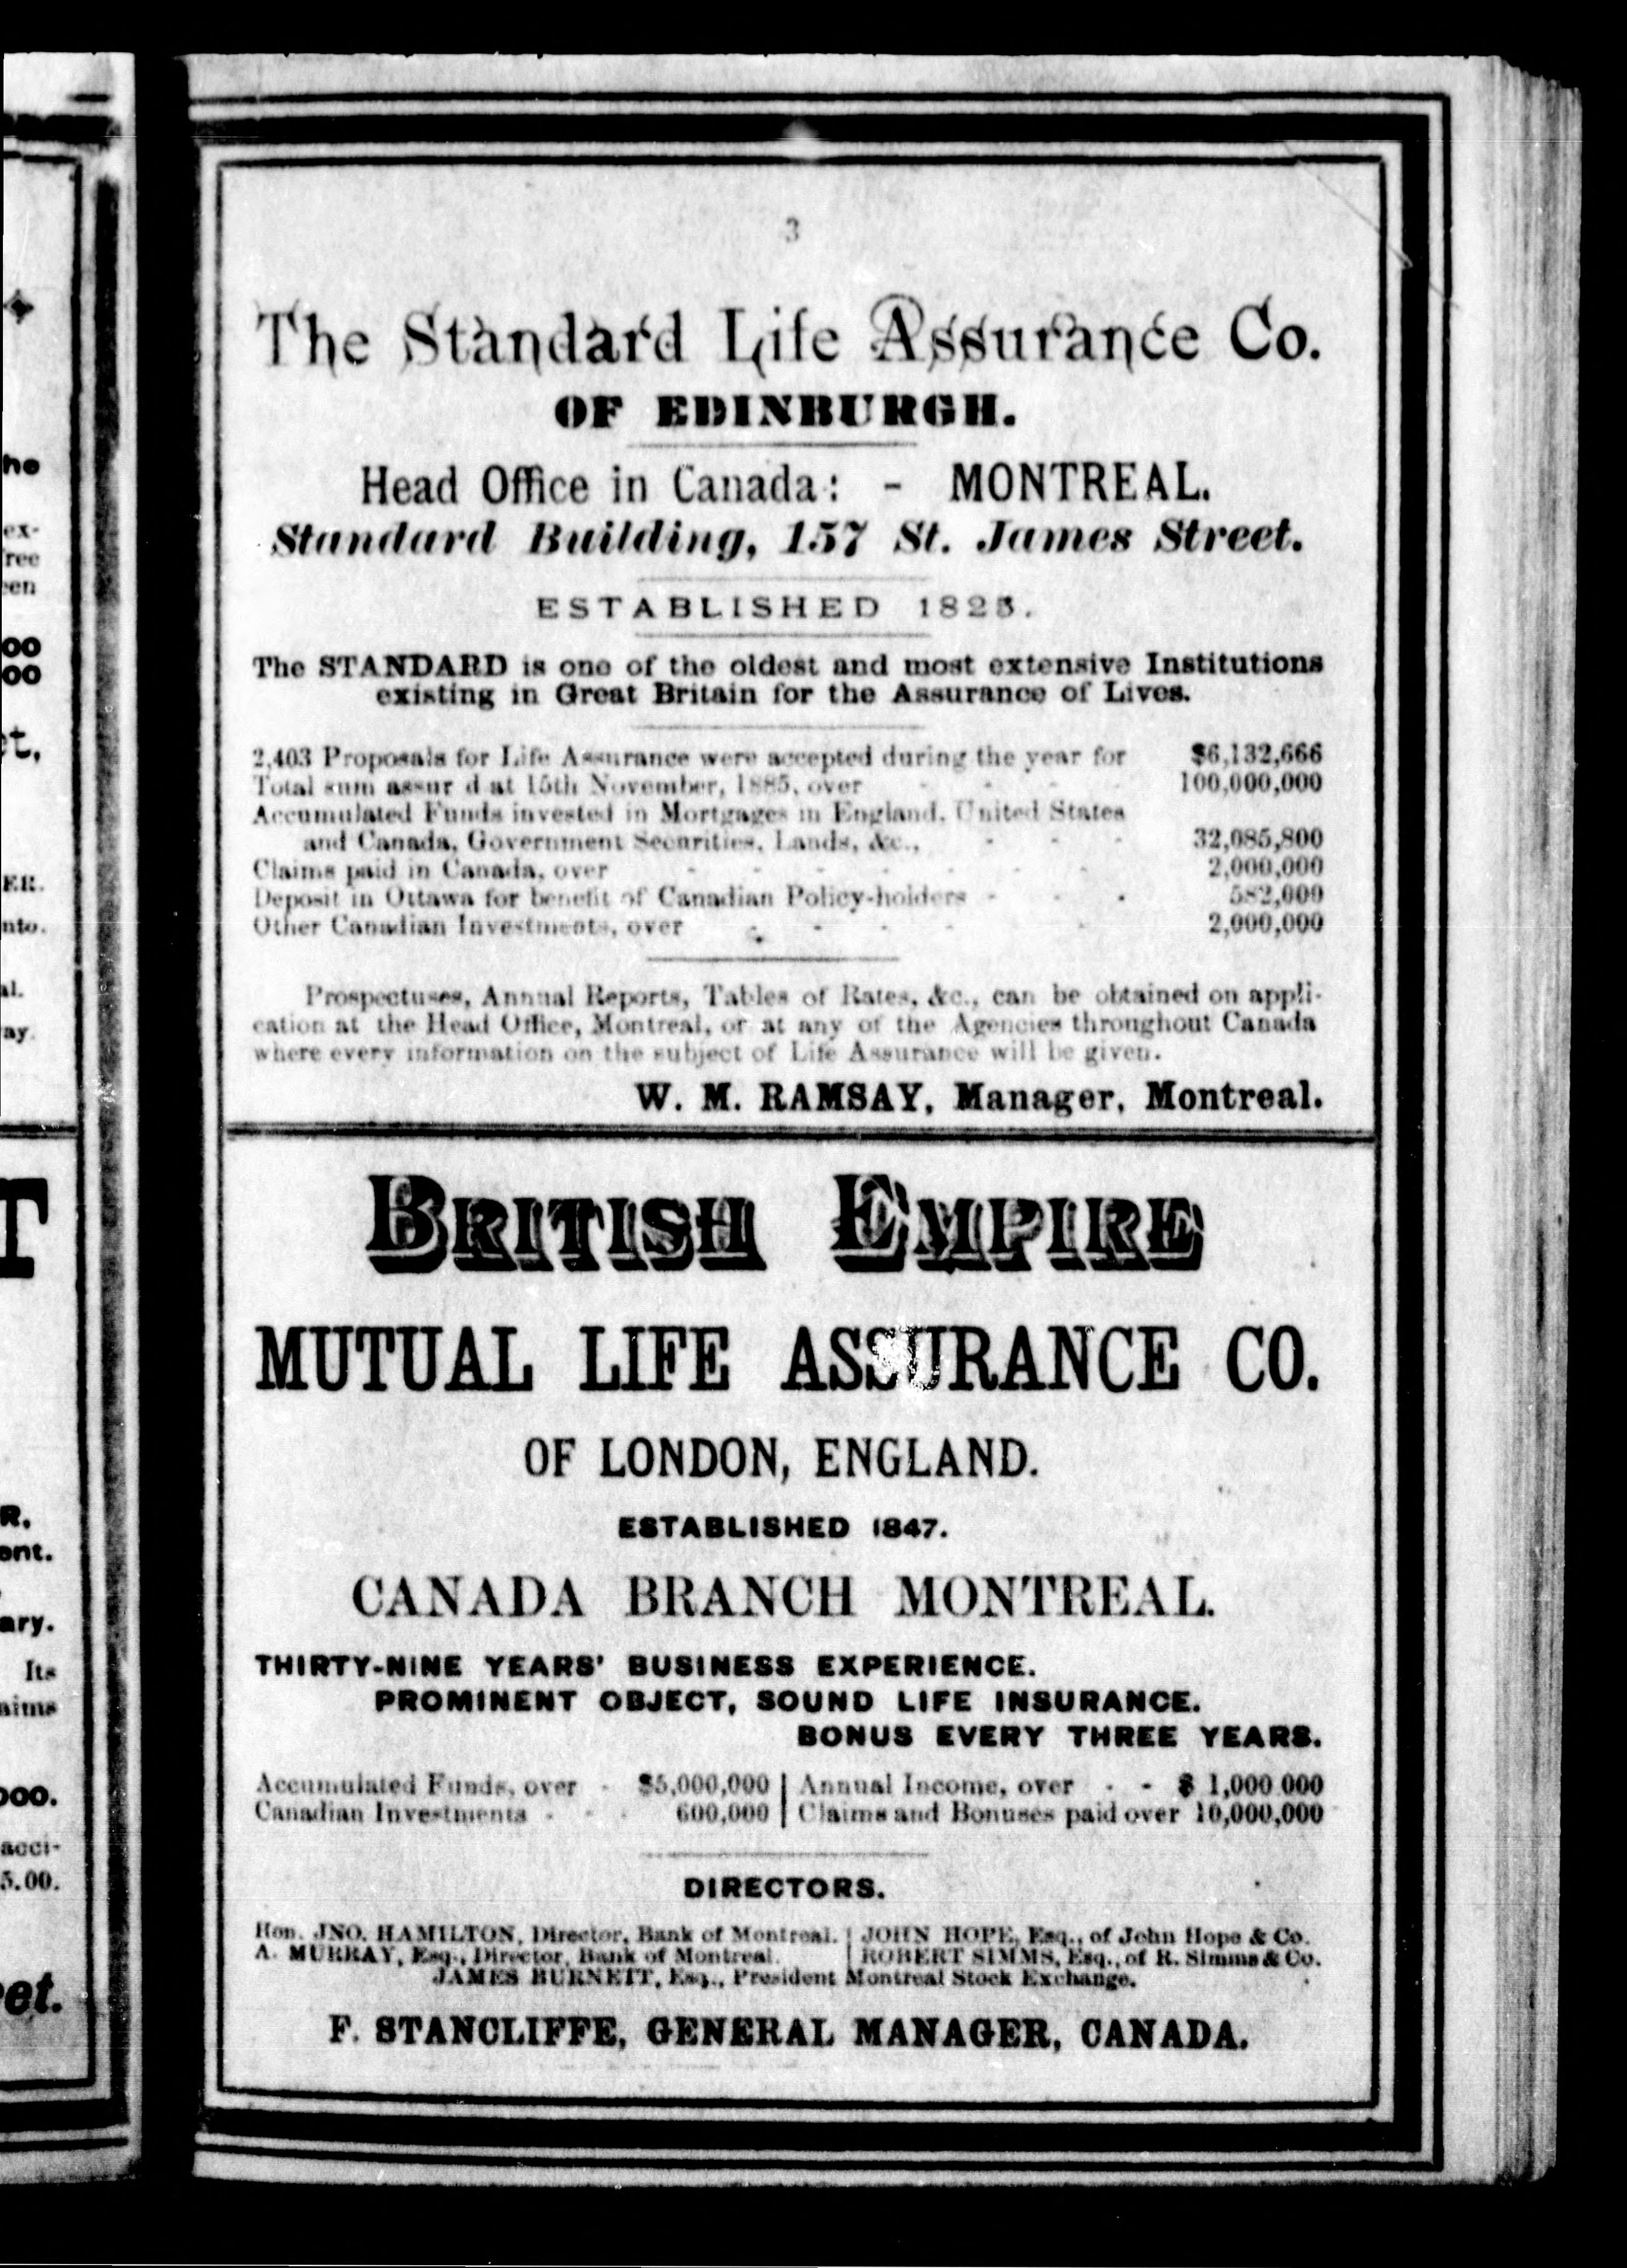 3
The Standard Life Assurance Co.
OF EDINBURGH.
Head Office in Canada: - MONTREAL.
Standard Building, 157 St. James Street.
ESTABLISHED 1825.
The STANDARD is one of the oldest and most extensive Institutions
existing in Great Britain for the Assurance of Lives.
2,403 Proposals for Life Assurance were accepted during the year for $6,132,666
Total sum assur d at 15th November, 1885, over - - - 100,000,000
Accumulated Funds invested in Mortgages in England, United States
and Canada, Government Securities, Lands, &c., - - - 32,085,800
Claims paid in Canada, over - - - - - 2,000,000
Deposit in Ottawa for benefit of Canadian Policy-holders - - - 582,000
Other Canadian Investments, over - - - - 2,000,000
Prospectuses, Annual Reports, Tables of Rates, &c., can be obtained on appli-
cation at the Head Office, Montreal, or at any of the Agencies throughout Canada
where every information on the subject of Life Assurance will be given.
W. M. RAMSAY, Manager, Montreal.
BRITISH EMPIRE
MUTUAL LIFE ASSURANCE CO.
OF LONDON, ENGLAND.
ESTABLISHED 1847.
CANADA BRANCH MONTREAL.
THIRTY-NINE YEARS' BUSINESS EXPERIENCE.
PROMINENT OBJECT, SOUND LIFE INSURANCE.
BONUS EVERY THREE YEARS.
Accumulated Funds, over - $5,000,000 | Annual Income, over - - $ 1,000 000
Canadian Investments - - - 600,000 | Claims and Bonuses paid over 10,000,000
DIRECTORS.
Hon. JNO. HAMILTON, Director, Bank of Montreal. | JOHN HOPE, Esq., of John Hope & Co.
A. MURRAY, Esq., Director, Bank of Montreal. | ROBERT SIMMS, Esq., of R. Simms & Co.
JAMES BURNETT, Esq., President Montreal Stock Exchange.
F. STANCLIFFE, GENERAL MANAGER, CANADA.